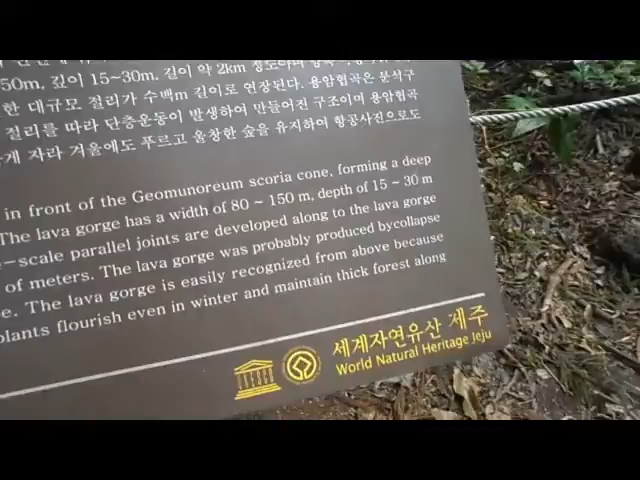 50m, 깊이 15~30m, 길이 약 2km
한 대규모 절리가 수백m 길이로 연장된다. 용암협곡은 분석구
절리를 따라 단층운동이 발생하여 만들어진 구조이며 용암협곡
게 자라 겨울에도 푸르고 울창한 숲을 유지하여 항공사진으로도
in front of the Geomunoreum scoria cone, forming a deep
The lava gorge has a width of 80 ~ 150 m, depth of 15 ~ 30 m
-scale parallel joints are developed along to the lava gorge
of meters. The lava gorge was probably produced bycollapse
e. The lava gorge is easily recognized from above because
plants flourish even in winter and maintain thick forest along
세계자연유산 제주
World Natural Heritage Jeju